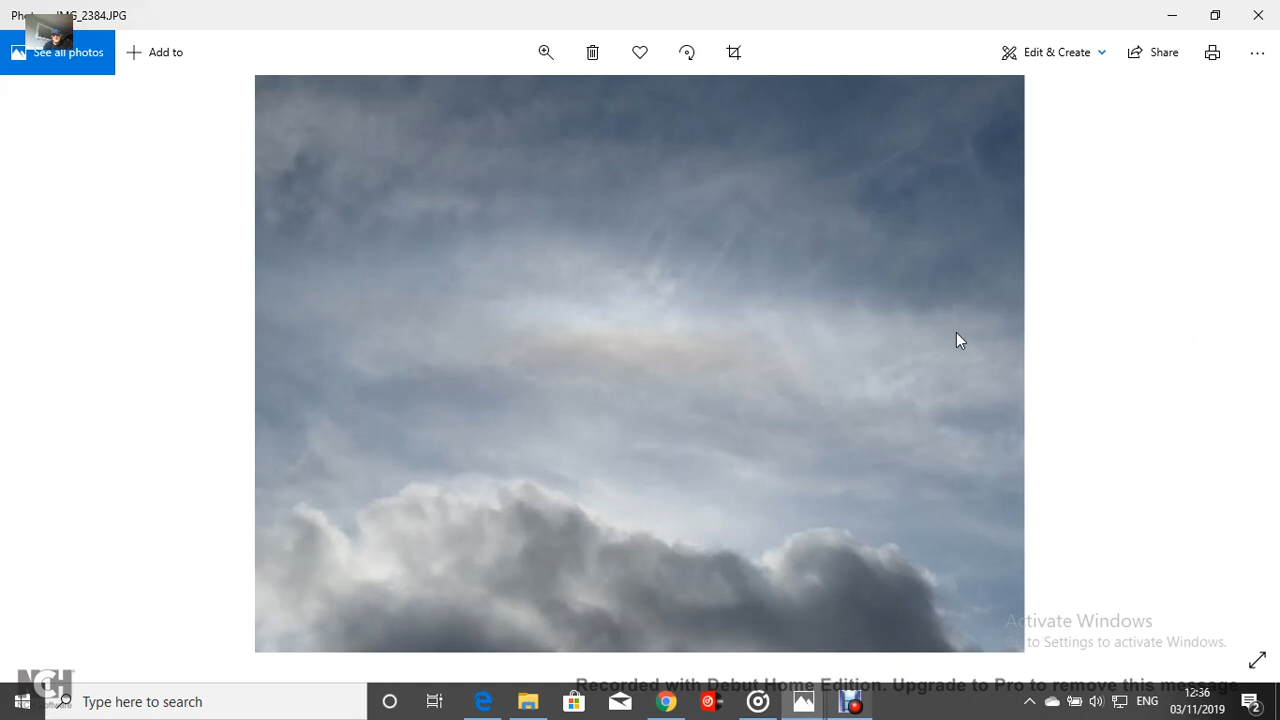 IMG_2384.JPG
See all photos
Add to
Edit & Create
Share
Activate Windows
Go to Settings to activate Windows.
NCH
Recorded with Debut Home Edition. Upgrade to Pro to remove this message
Type here to search
ENG
12:36
03/11/2019
2